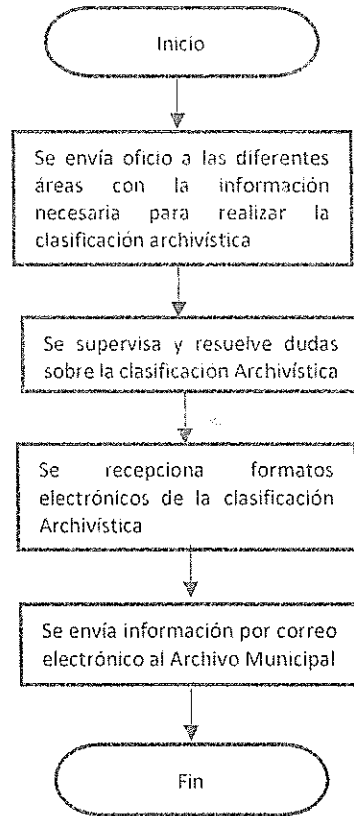 Inicio
Se envía oficio a las diferentes
áreas con la información
necesaria para realizar la
clasificación archivística
Se supervisa y resuelve dudas
sobre la clasificación Archivística
Se recepciona formatos
electrónicos de la clasificación
Archivística
Se envía información por correo
electrónico al Archivo Municipal
Fin